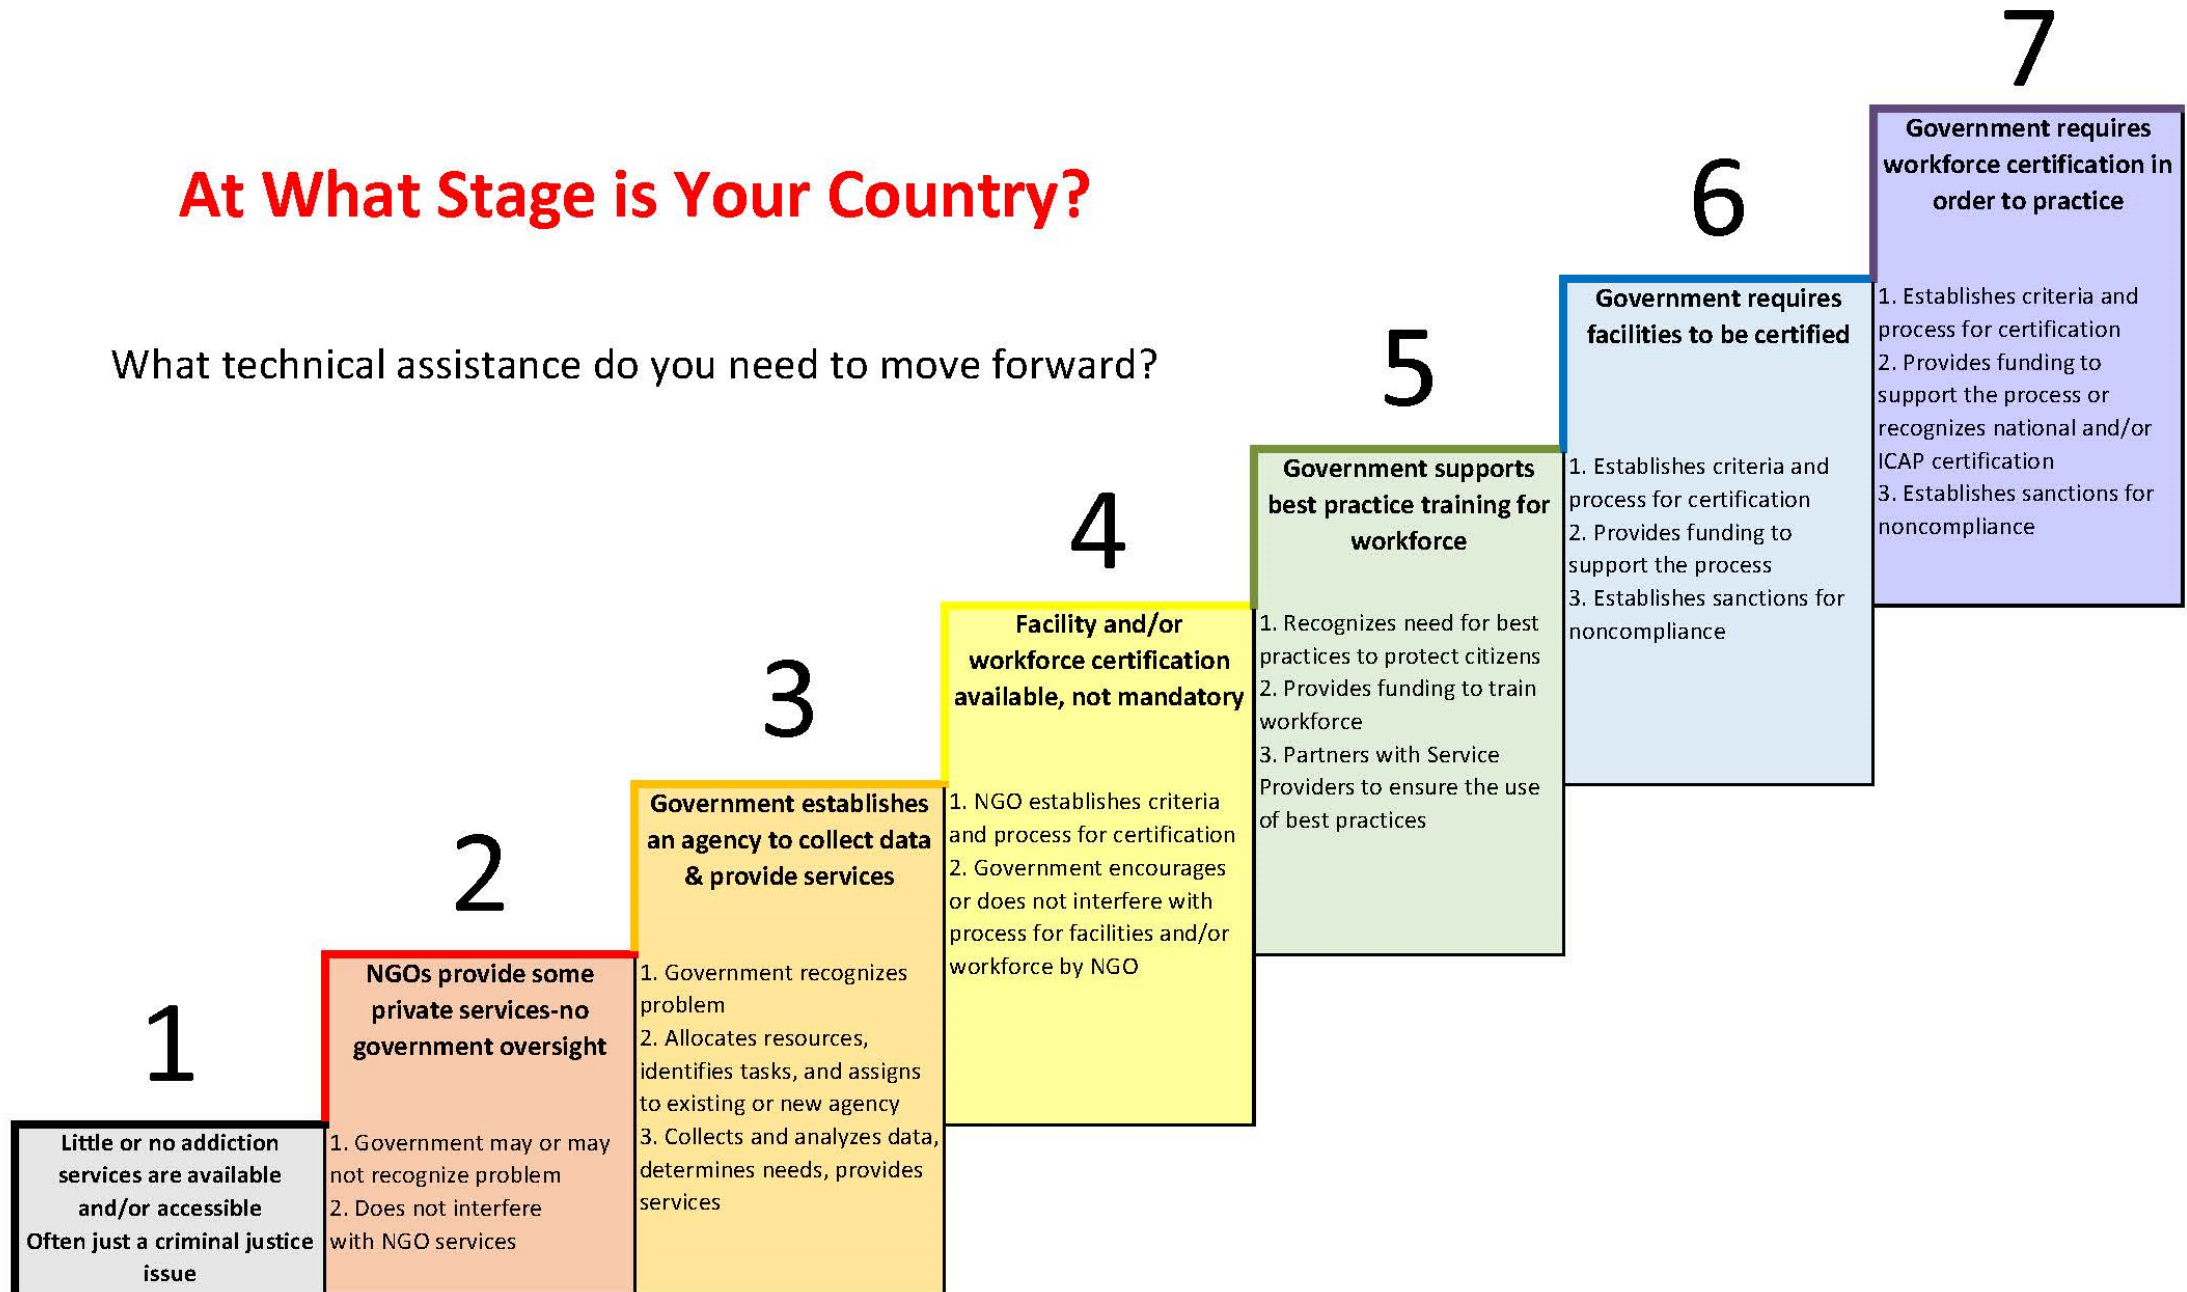 At What Stage is Your Country?
What technical assistance do you need to move forward?
1
Little or no addiction
services are available
and/or accessible
Often just a criminal justice
issue
2
NGOs provide some
private services-no
government oversight
1. Government may or may
not recognize problem
2. Does not interfere
with NGO services
3
Government establishes
an agency to collect data
& provide services
1. Government recognizes
problem
2. Allocates resources,
identifies tasks, and assigns
to existing or new agency
3. Collects and analyzes data,
determines needs, provides
services
4
Facility and/or
workforce certification
available, not mandatory
1. NGO establishes criteria
and process for certification
2. Government encourages
or does not interfere with
process for facilities and/or
workforce by NGO
5
Government supports
best practice training for
workforce
1. Recognizes need for best
practices to protect citizens
2. Provides funding to train
workforce
3. Partners with Service
Providers to ensure the use
of best practices
6
Government requires
facilities to be certified
1. Establishes criteria and
process for certification
2. Provides funding to
support the process
3. Establishes sanctions for
noncompliance
7
Government requires
workforce certification in
order to practice
1. Establishes criteria and
process for certification
2. Provides funding to
support the process or
recognizes national and/or
ICAP certification
3. Establishes sanctions for
noncompliance